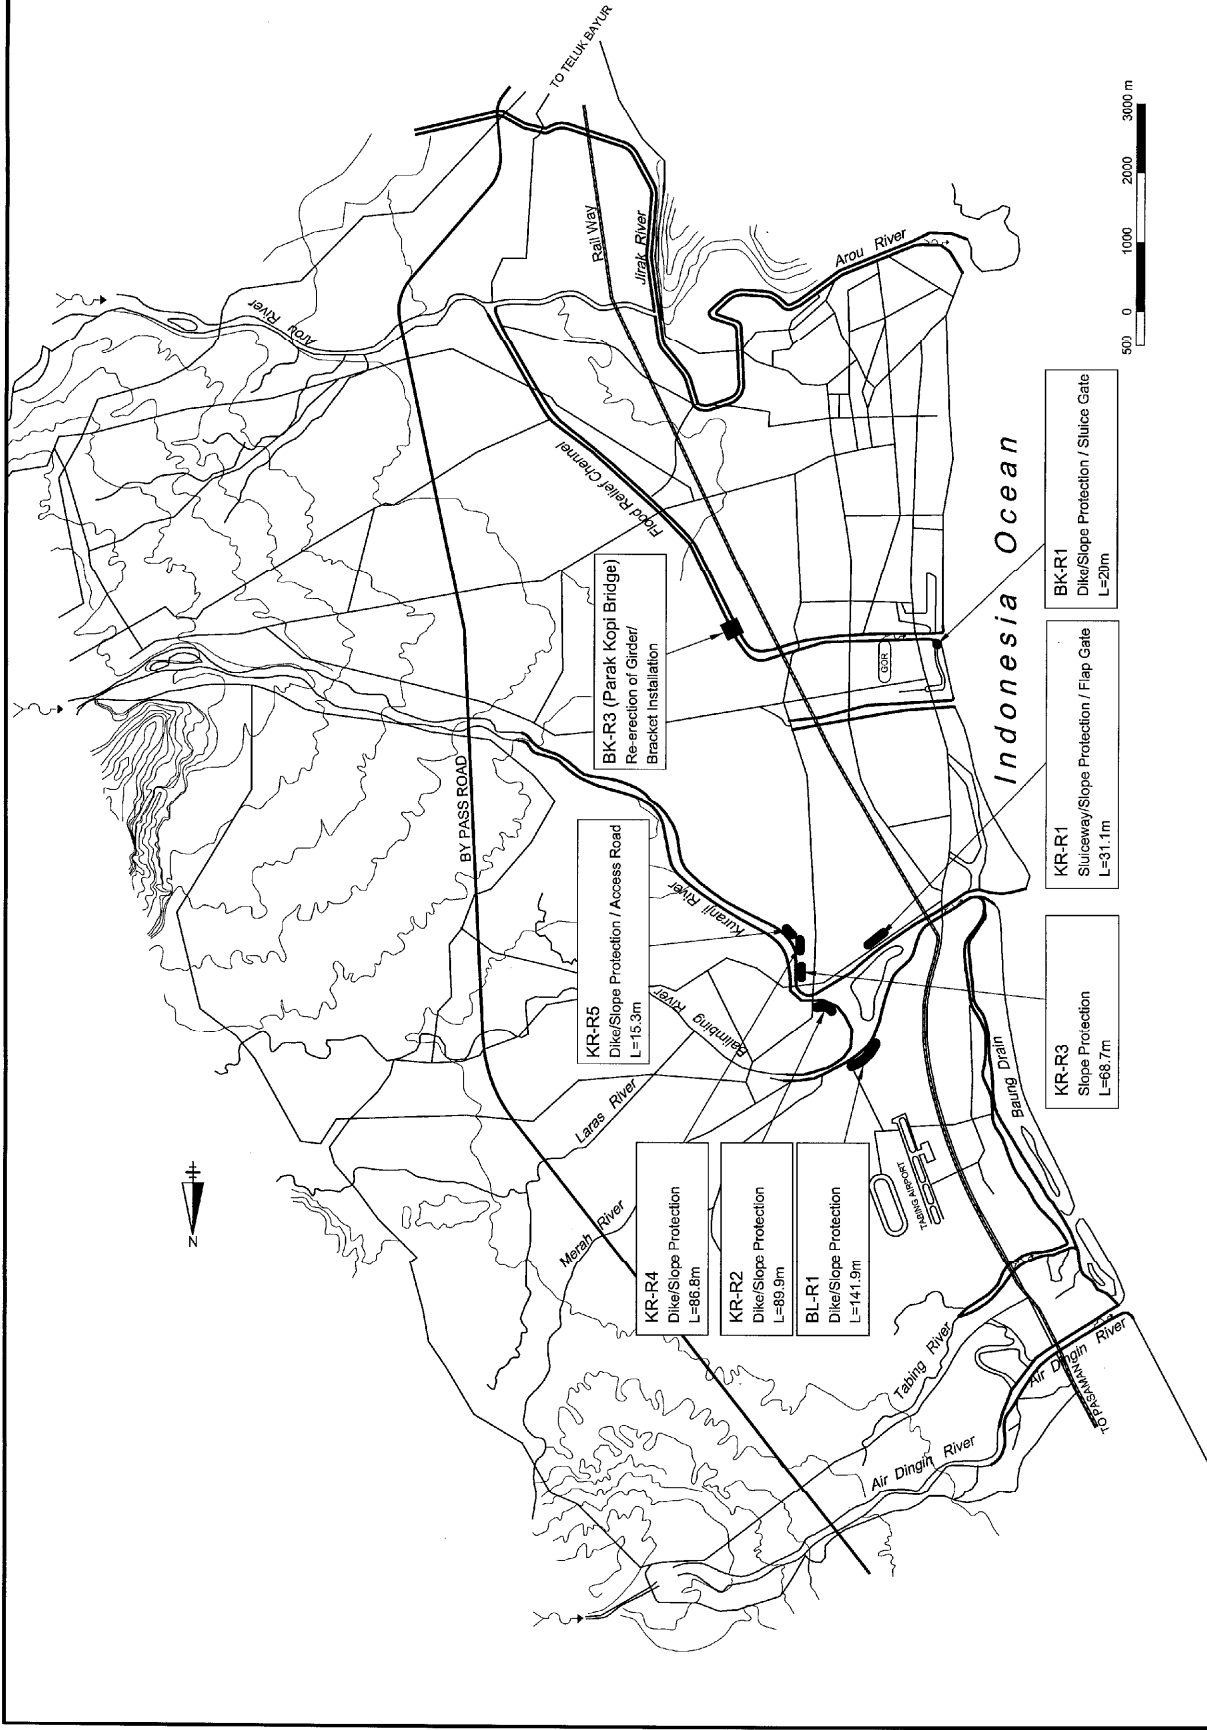 TO TELUK BAYUR
Rail Way
Jirak River
Arou River
Arou River
Flood Relief Chennel
BY PASS ROAD
Kuranji River
Balimbing River
Laras River
Merah River
Tabing River
Air Dingin River
Air Dingin River
TO PASAMAN
Baung Drain
TABING AIRPORT
GOR
Indonesia Ocean
N
500 0 1000 2000 3000 m
BK-R3 (Parak Kopi Bridge)
Re-erection of Girder/
Bracket Installation
KR-R5
Dike/Slope Protection / Access Road
L=15.3m
KR-R4
Dike/Slope Protection
L=86.8m
KR-R2
Dike/Slope Protection
L=89.9m
BL-R1
Dike/Slope Protection
L=141.9m
KR-R3
Slope Protection
L=68.7m
KR-R1
Sluiceway/Slope Protection / Flap Gate
L=31.1m
BK-R1
Dike/Slope Protection / Sluice Gate
L=20m